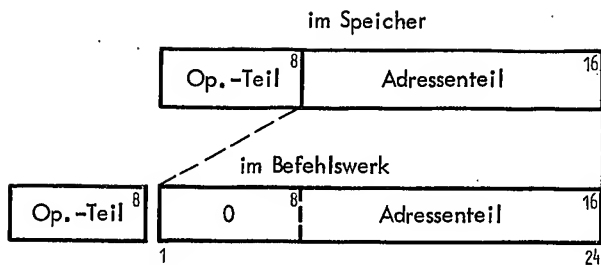 im Speicher
Op.-Teil 8 Adressenteil 16
im Befehlswerk
Op.-Teil 8 0 8 Adressenteil 16
1 24